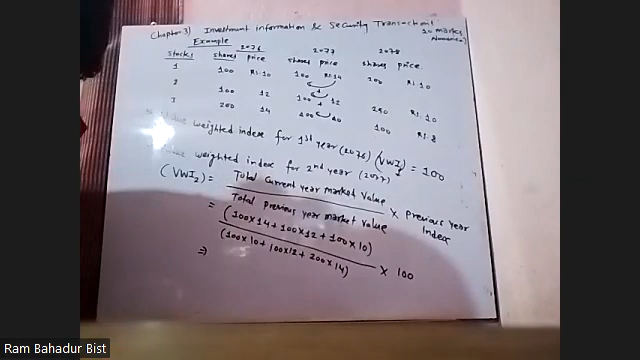 Chapter-3) Investment information & Security Transaction 10 marks
Numerical)
Example
2076 2077 2078
Stocks shares price shares price shares price
1 100 Rs.10 100 Rs.14 200 Rs.10
2 100 12 100 12 250 Rs.10
3 200 14 200 100 Rs.8
weighted index for 1st year (2076) (VWI1) = 100
weighted index for 2nd year (2077)
(VWI2) = Total current year market value × previous year
Total previous year market value Index
= (100×14+100×12+100×10)
(100×10+100×12+200×14) × 100
⇒
Ram Bahadur Bist